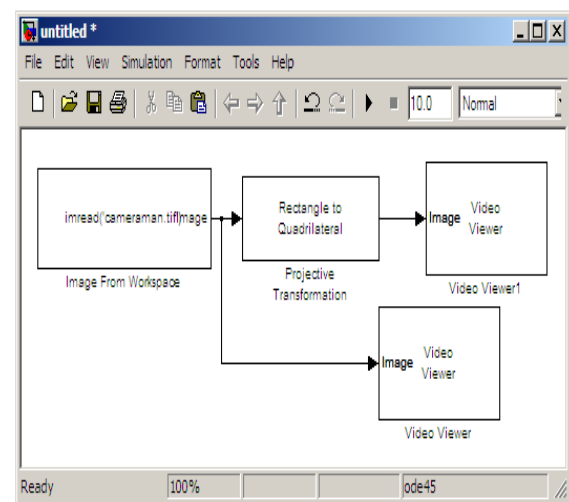 untitled *
File Edit View Simulation Format Tools Help
10.0 Normal
imread('cameraman.tif') Image
Image From Workspace
Rectangle to
Quadrilateral
Projective
Transformation
Image Video
Viewer
Video Viewer1
Image Video
Viewer
Video Viewer
Ready 100% ode45